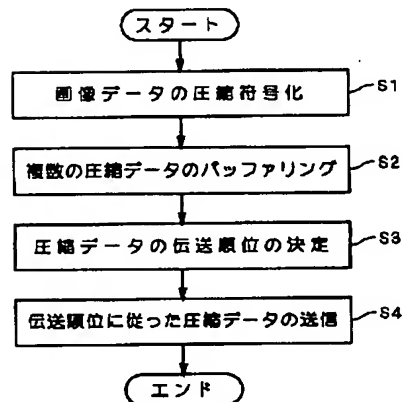 スタート
画像データの圧縮符号化
S1
複数の圧縮データのバッファリング
S2
圧縮データの伝送順位の決定
S3
伝送順位に従った圧縮データの送信
S4
エンド